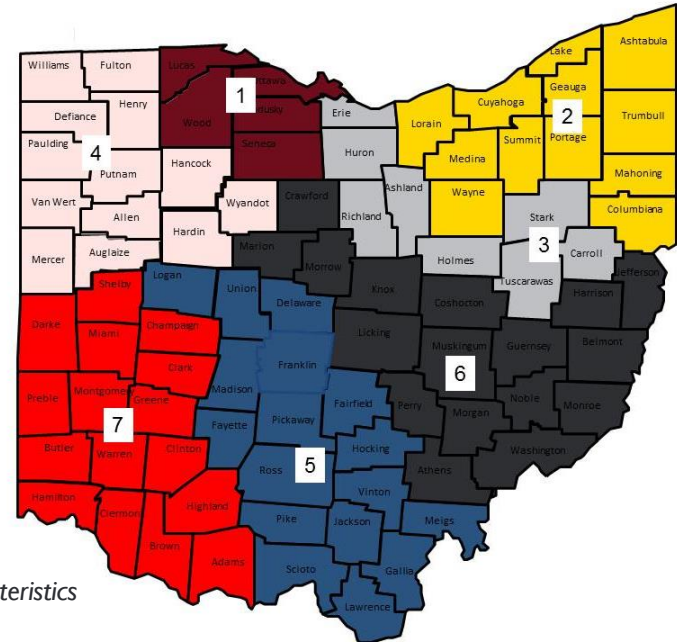 Ashtabula
Lake
Williams
Fulton
Lucas
Ottawa
Geauga
1
Cuyahoga
2
Henry
Wood
Erie
Lorain
Trumbull
Defiance
Summit
Portage
Seneca
Huron
Medina
Paulding
4
Hancock
Ashland
Mahoning
Putnam
Van Wert
Wyandot
Crawford
Richland
Wayne
Stark
Columbiana
Allen
Hardin
3
Marion
Carroll
Mercer
Auglaize
Holmes
Morrow
Tuscarawas
Jefferson
Logan
Shelby
Union
Delaware
Knox
Coshocton
Harrison
Darke
Champaign
Miami
Licking
Muskingum
Guernsey
Belmont
Clark
Franklin
6
Madison
Preble
Montgomer
Greene
Fairfield
Perry
Noble
Monroe
7
Pickaway
Morgan
Fayette
Butler
Warren
Clinton
Hocking
Washington
Ross
5
Athens
Hamilton
Vinton
Clermon
Highland
Pike
Jackson
Meigs
Brown
Adams
Scioto
Gallia
teristics
Lawrence